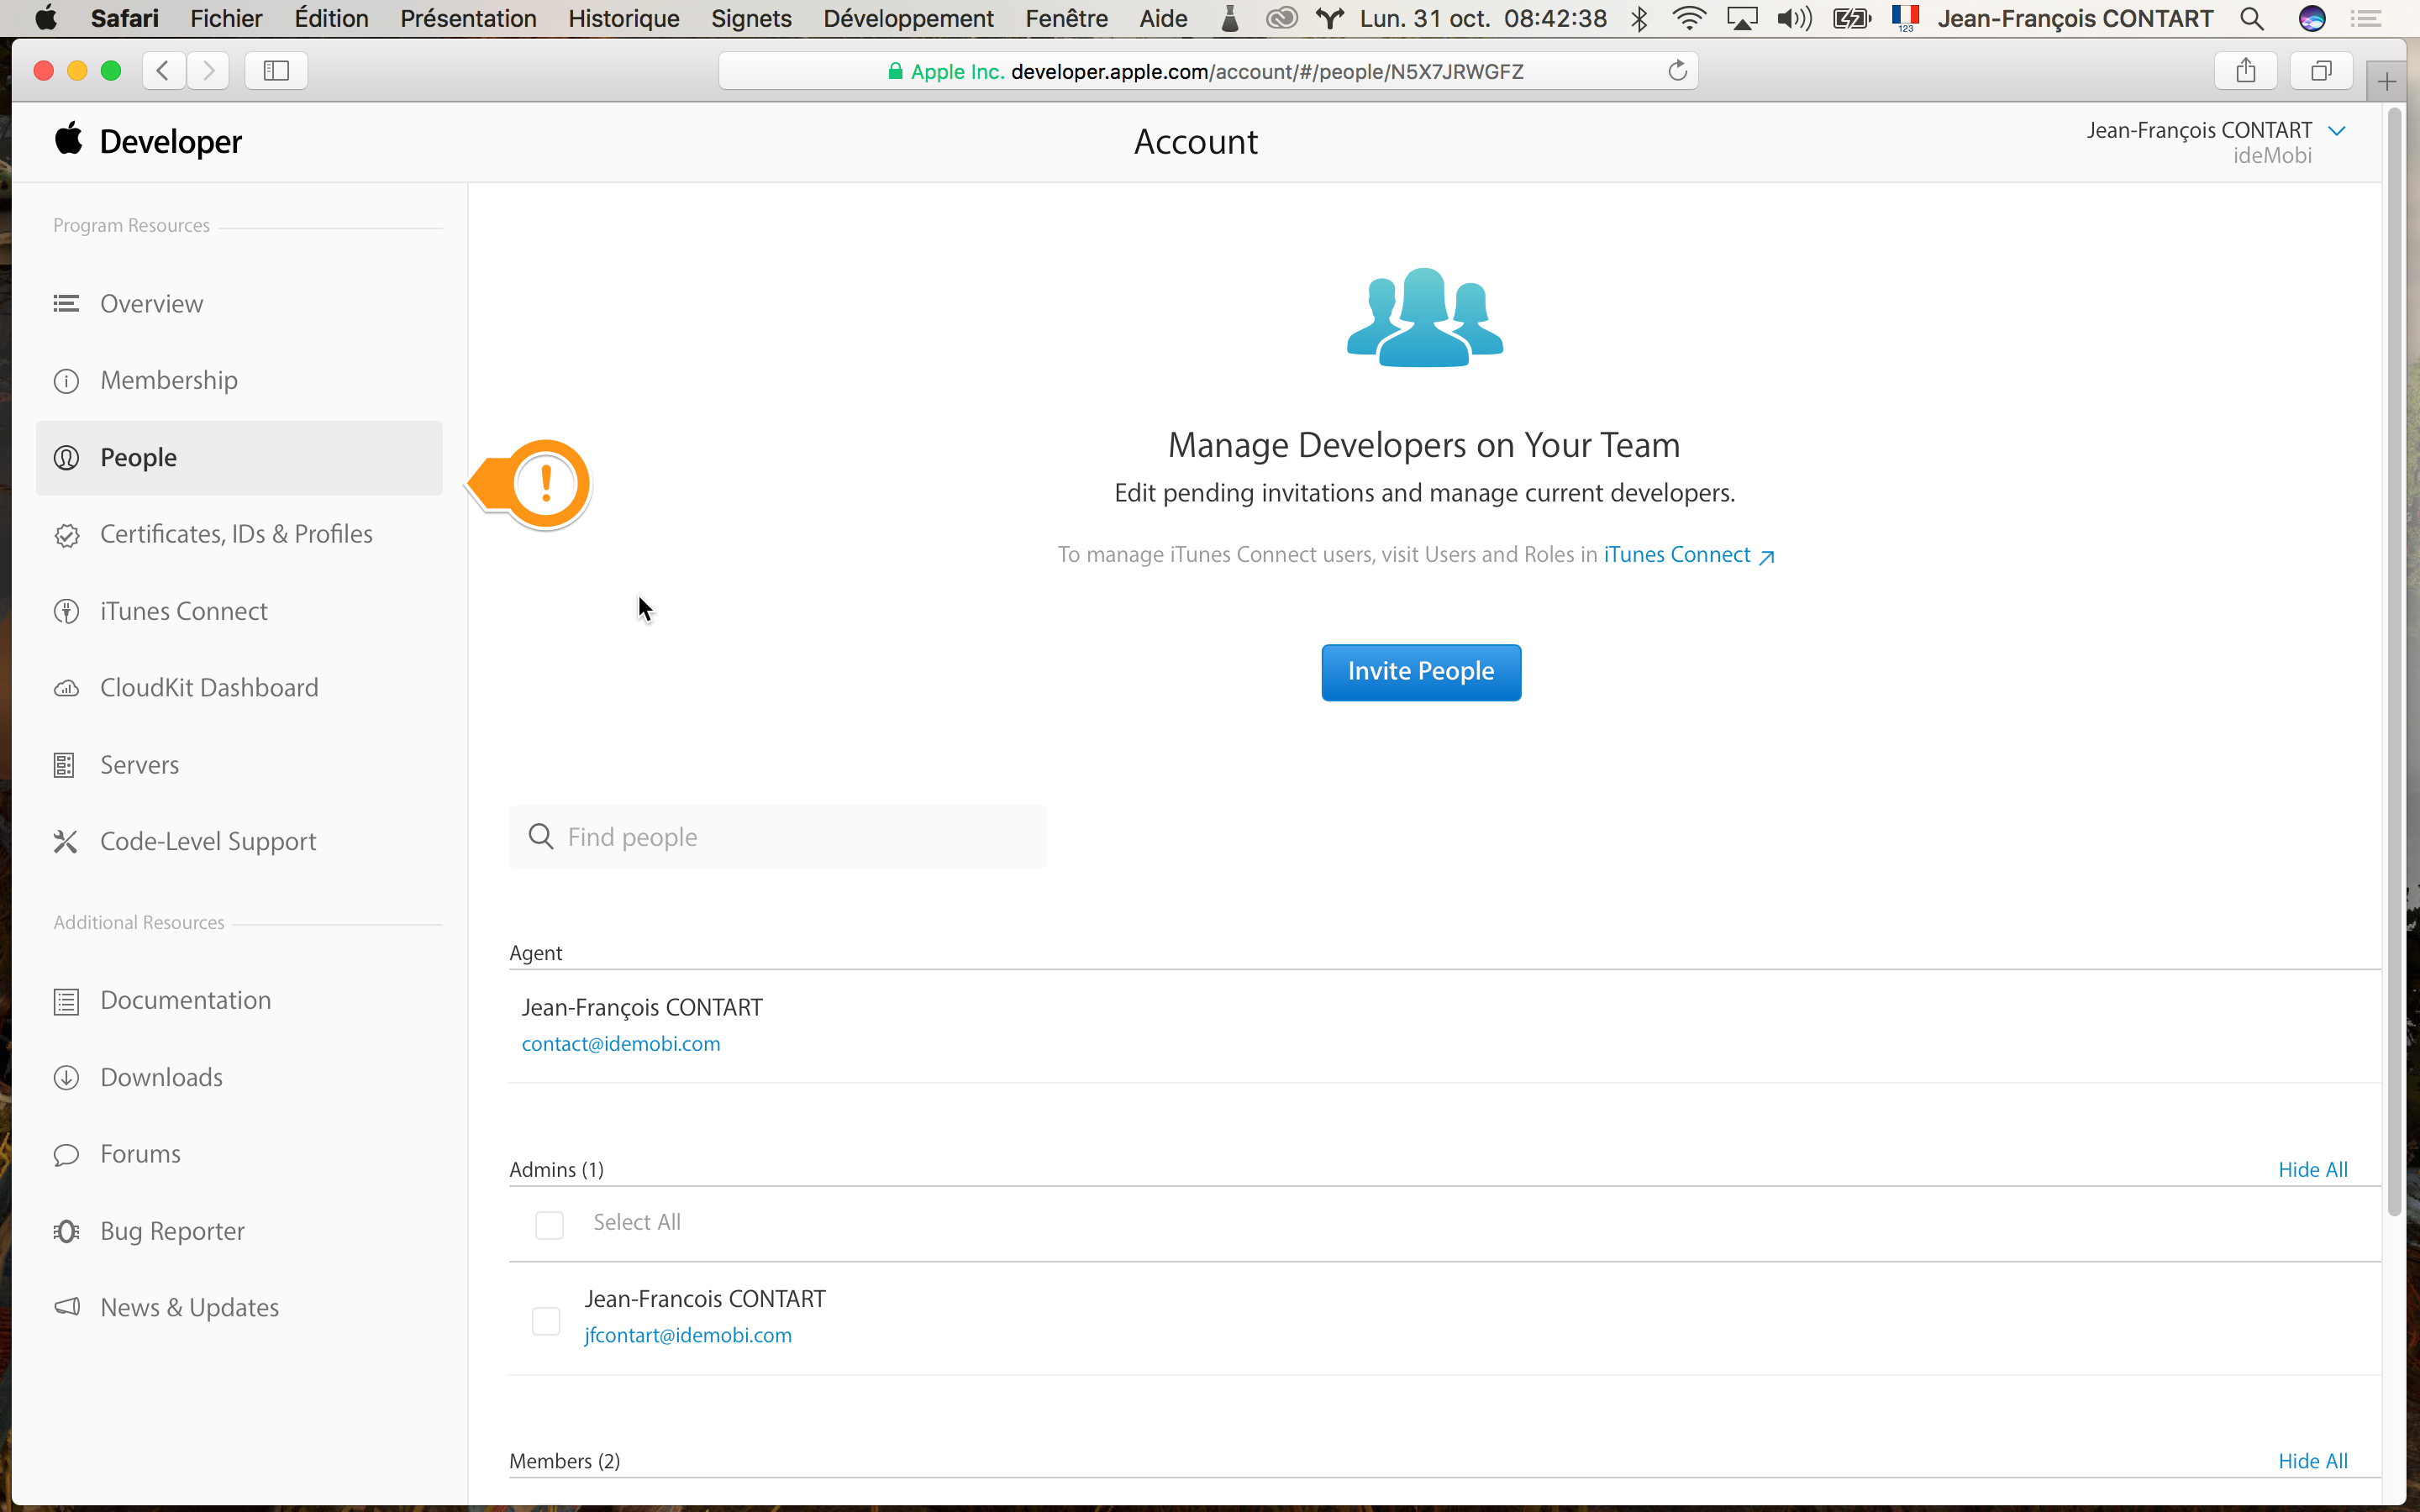 Safari Fichier Édition Présentation Historique Signets Développement Fenêtre Aide Lun. 31 oct. 08:42:38 123 Jean-François CONTART
Apple Inc. developer.apple.com/account/#/people/N5X7JRWGFZ
Developer
Account
Jean-François CONTART
ideMobi
Program Resources
Overview
Membership
People
Certificates, IDs & Profiles
iTunes Connect
CloudKit Dashboard
Servers
Code-Level Support
Additional Resources
Documentation
Downloads
Forums
Bug Reporter
News & Updates
!
Manage Developers on Your Team
Edit pending invitations and manage current developers.
To manage iTunes Connect users, visit Users and Roles in iTunes Connect
Invite People
Find people
Agent
Jean-François CONTART
contact@idemobi.com
Admins (1) Hide All
Select All
Jean-Francois CONTART
jfcontart@idemobi.com
Members (2) Hide All